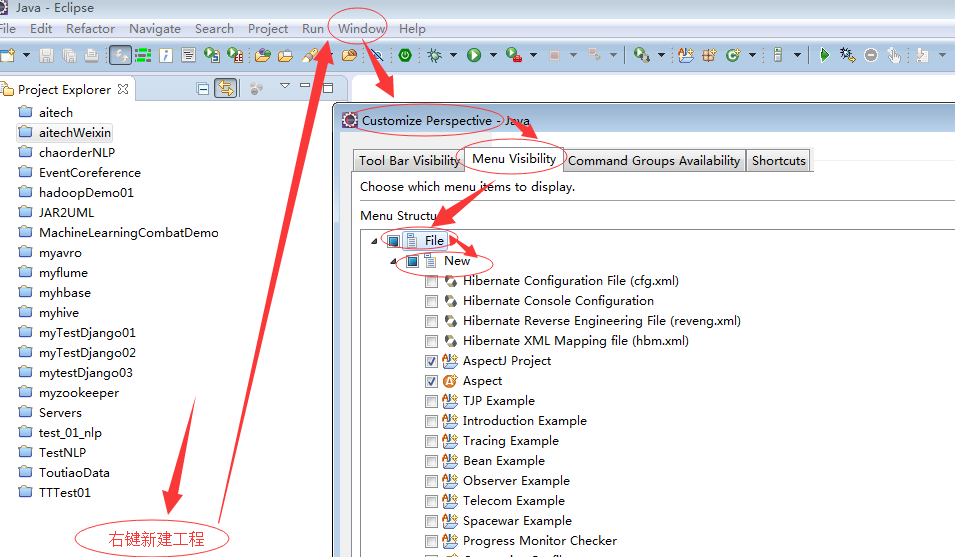 Java - Eclipse
File Edit Refactor Navigate Search Project Run Window Help
Project Explorer
aitech
aitechWeixin
chaorderNLP
EventCoreference
hadoopDemo01
JAR2UML
MachineLearningCombatDemo
myavro
myflume
myhbase
myhive
myTestDjango01
myTestDjango02
mytestDjango03
myzookeeper
Servers
test_01_nlp
TestNLP
ToutiaoData
TTTest01
右键新建工程
Customize Perspective - Java
Tool Bar Visibility Menu Visibility Command Groups Availability Shortcuts
Choose which menu items to display.
Menu Structu
File
New
Hibernate Configuration File (cfg.xml)
Hibernate Console Configuration
Hibernate Reverse Engineering File (reveng.xml)
Hibernate XML Mapping file (hbm.xml)
AspectJ Project
Aspect
TJP Example
Introduction Example
Tracing Example
Bean Example
Observer Example
Telecom Example
Spacewar Example
Progress Monitor Checker